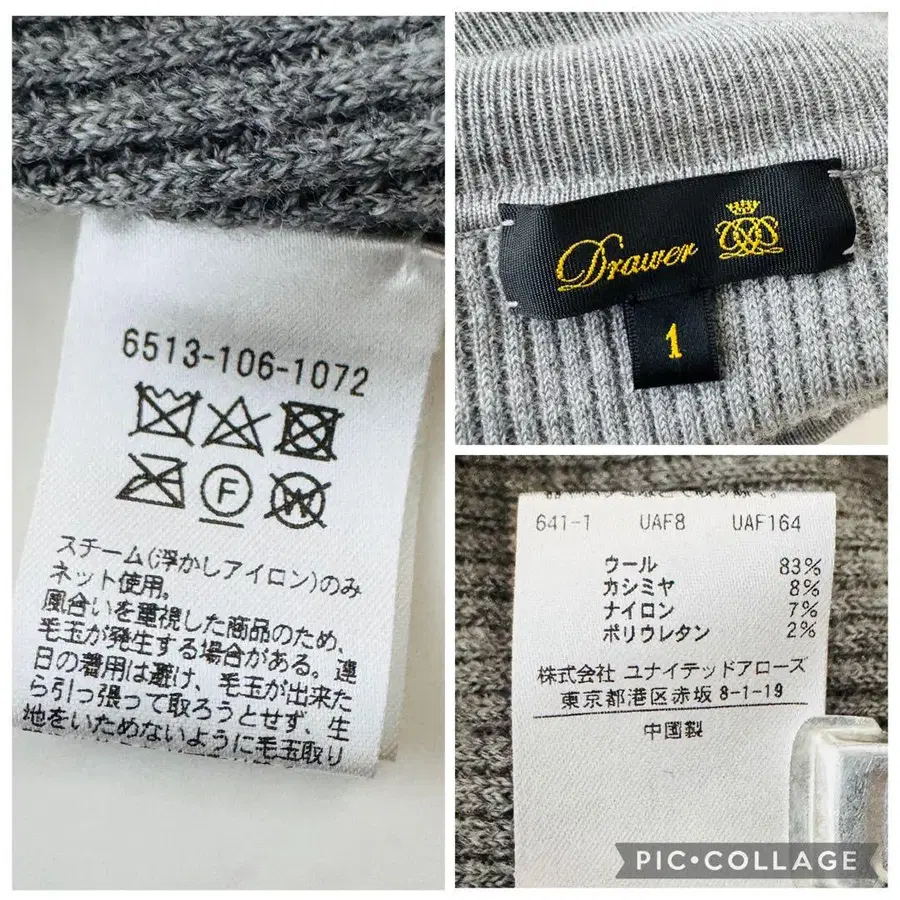 6513-106-1072
F
W
スチーム(浮かしアイロン)のみ
ネット使用。
風合いを重視した商品のため、
毛玉が発生する場合がある。連
日の着用は避け、毛玉が出来た
ら引っ張って取ろうとせず、生
地をいためないように毛玉取り
Drawer
1
641-1 UAF8 UAF164
ウール 83%
カシミヤ 8%
ナイロン 7%
ポリウレタン 2%
株式会社 ユナイテッドアローズ
東京都港区赤坂 8-1-19
中国製
PIC•COLLAGE